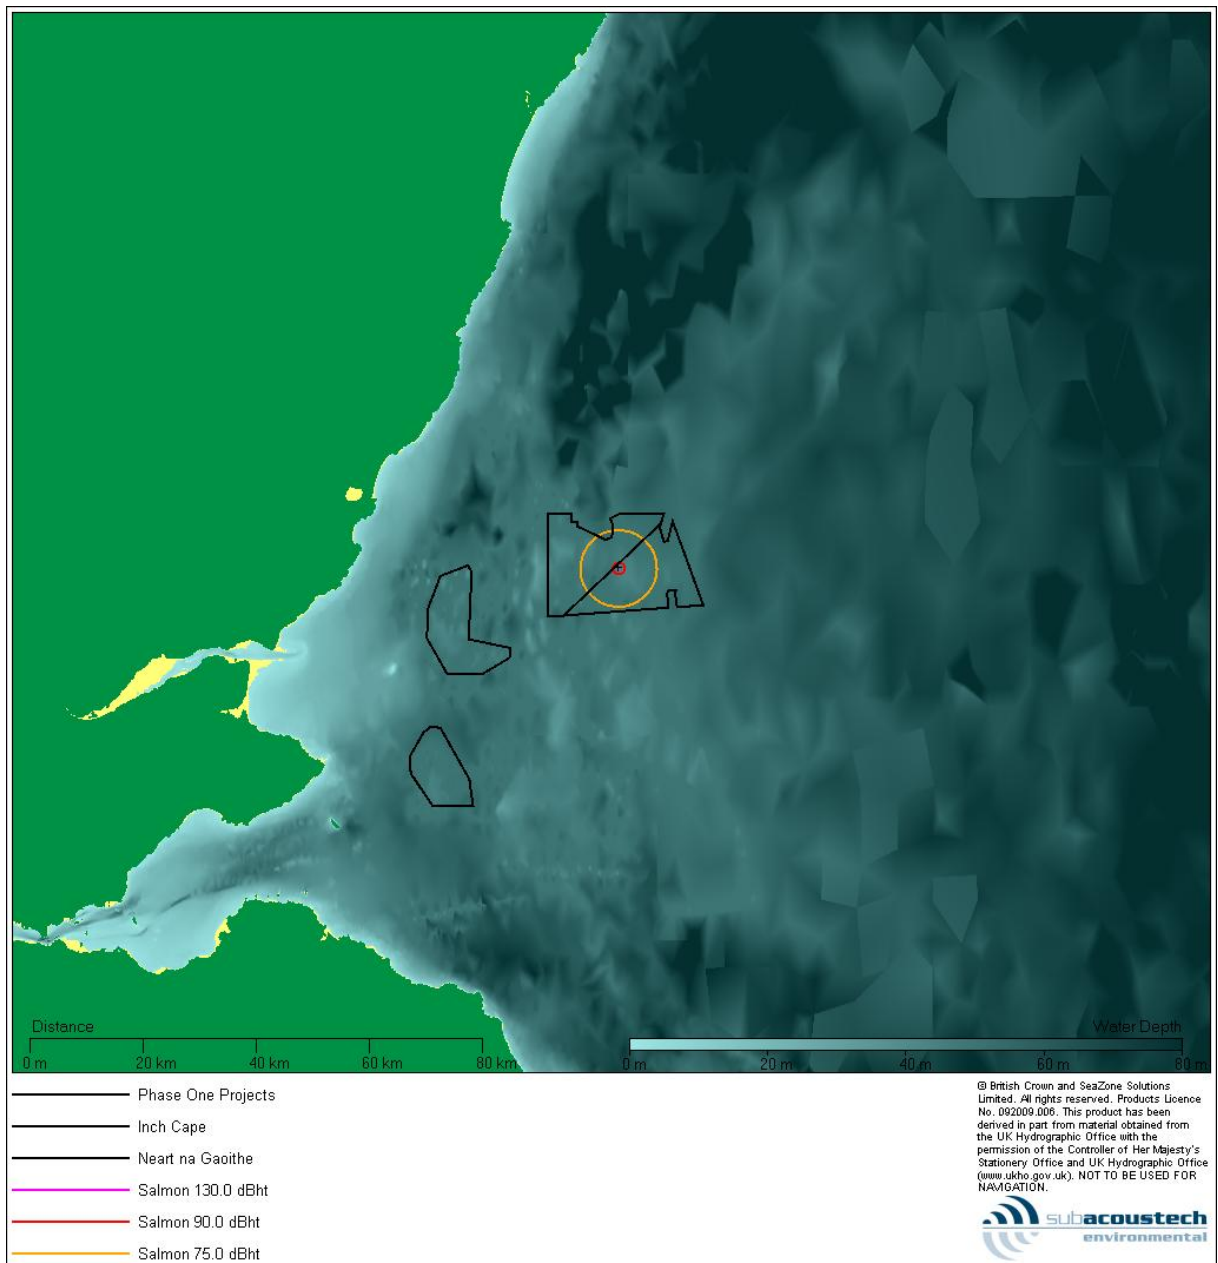 Distance
0 m 20 km 40 km 60 km 80 km
Water Depth
0 m 20 m 40 m 60 m 80 m
Phase One Projects
Inch Cape
Neart na Gaoithe
Salmon 130.0 dBht
Salmon 90.0 dBht
Salmon 75.0 dBht
© British Crown and SeaZone Solutions
Limited. All rights reserved. Products Licence
No. 092009.006. This product has been
derived in part from material obtained from
the UK Hydrographic Office with the
permission of the Controller of Her Majesty's
Stationery Office and UK Hydrographic Office
(www.ukho.gov.uk). NOT TO BE USED FOR
NAVIGATION.
subacoustech
environmental